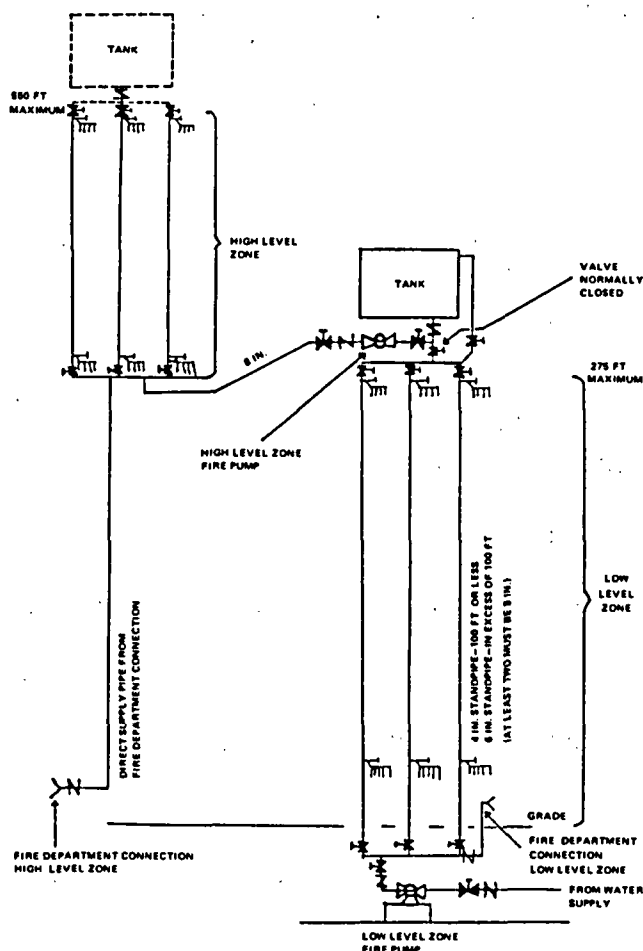 TANK
550 FT
MAXIMUM
HIGH LEVEL
ZONE
TANK
VALVE
NORMALLY
CLOSED
8 IN.
275 FT
MAXIMUM
HIGH LEVEL ZONE
FIRE PUMP
DIRECT SUPPLY PIPE FROM
FIRE DEPARTMENT CONNECTION
4 IN. STANDPIPE-100 FT OR LESS
6 IN. STANDPIPE-IN EXCESS OF 100 FT
(AT LEAST TWO MUST BE 8 IN.)
LOW
LEVEL
ZONE
GRADE
FIRE DEPARTMENT CONNECTION
HIGH LEVEL ZONE
FIRE DEPARTMENT
CONNECTION
LOW LEVEL ZONE
FROM WATER
SUPPLY
LOW LEVEL ZONE
FIRE PUMP